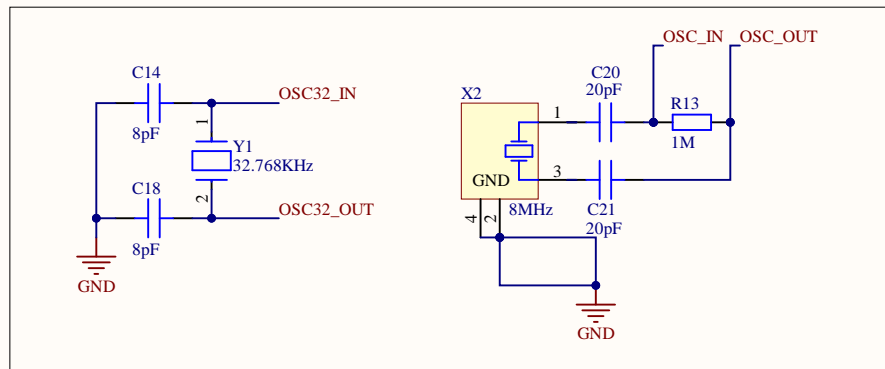 C14
8pF
OSC32_IN
1
Y1
32.768KHz
2
C18
8pF
OSC32_OUT
GND
OSC_IN
OSC_OUT
C20
20pF
X2
1
R13
1M
3
GND
8MHz
C21
20pF
4
2
GND